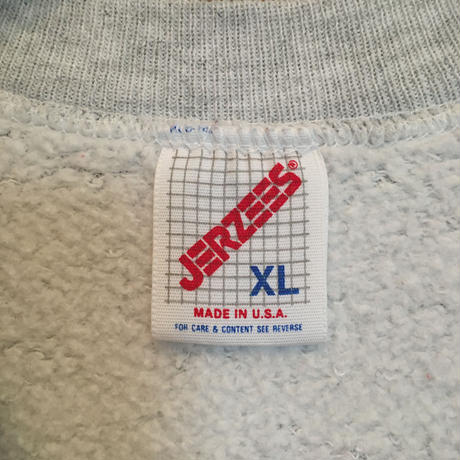 JERZEES®
XL
MADE IN U.S.A.
FOR CARE & CONTENT SEE REVERSE